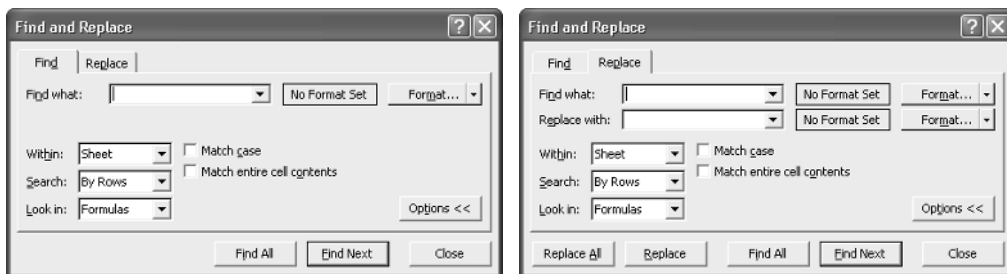 Find and Replace
Find Replace
Find what: No Format Set Format...
Within: Sheet Match case
Search: By Rows Match entire cell contents
Look in: Formulas Options <<
Find All Find Next Close
Find and Replace
Find Replace
Find what: No Format Set Format...
Replace with: No Format Set Format...
Within: Sheet Match case
Search: By Rows Match entire cell contents
Look in: Formulas Options <<
Replace All Replace Find All Find Next Close